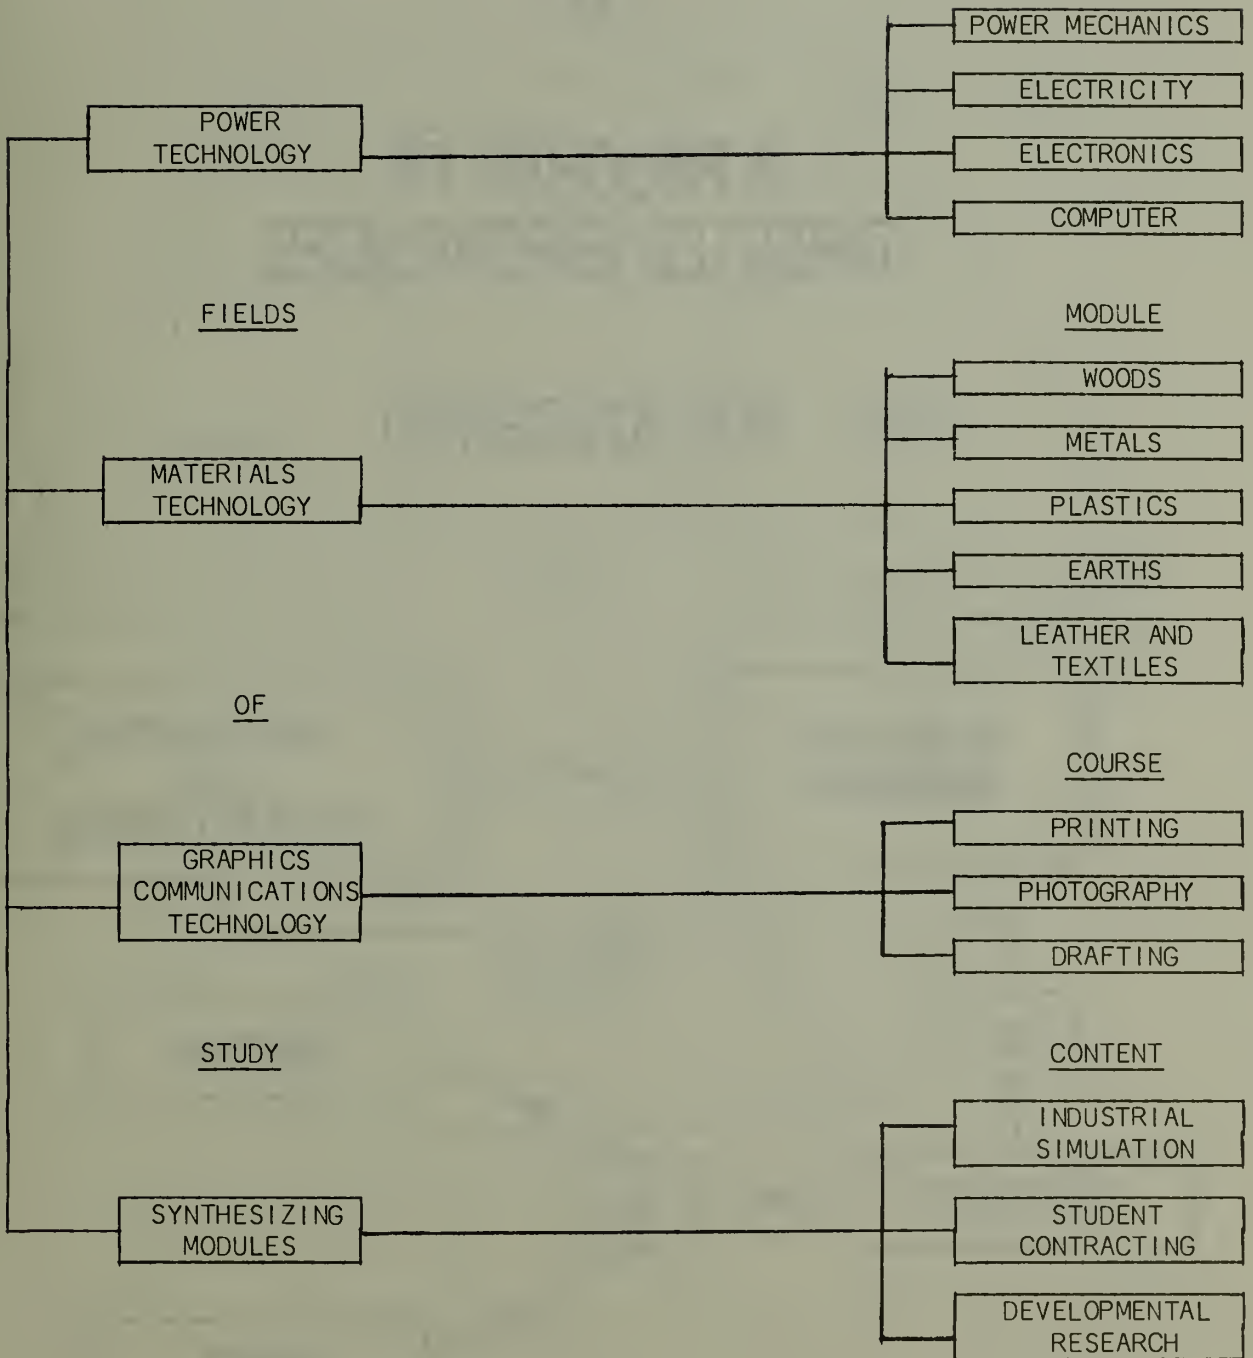 POWER MECHANICS
ELECTRICITY
POWER
TECHNOLOGY
ELECTRONICS
COMPUTER
FIELDS
MODULE
WOODS
METALS
MATERIALS
TECHNOLOGY
PLASTICS
EARTHS
LEATHER AND
TEXTILES
OF
COURSE
PRINTING
GRAPHICS
COMMUNICATIONS
TECHNOLOGY
PHOTOGRAPHY
DRAFTING
STUDY
CONTENT
INDUSTRIAL
SIMULATION
SYNTHESIZING
MODULES
STUDENT
CONTRACTING
DEVELOPMENTAL
RESEARCH